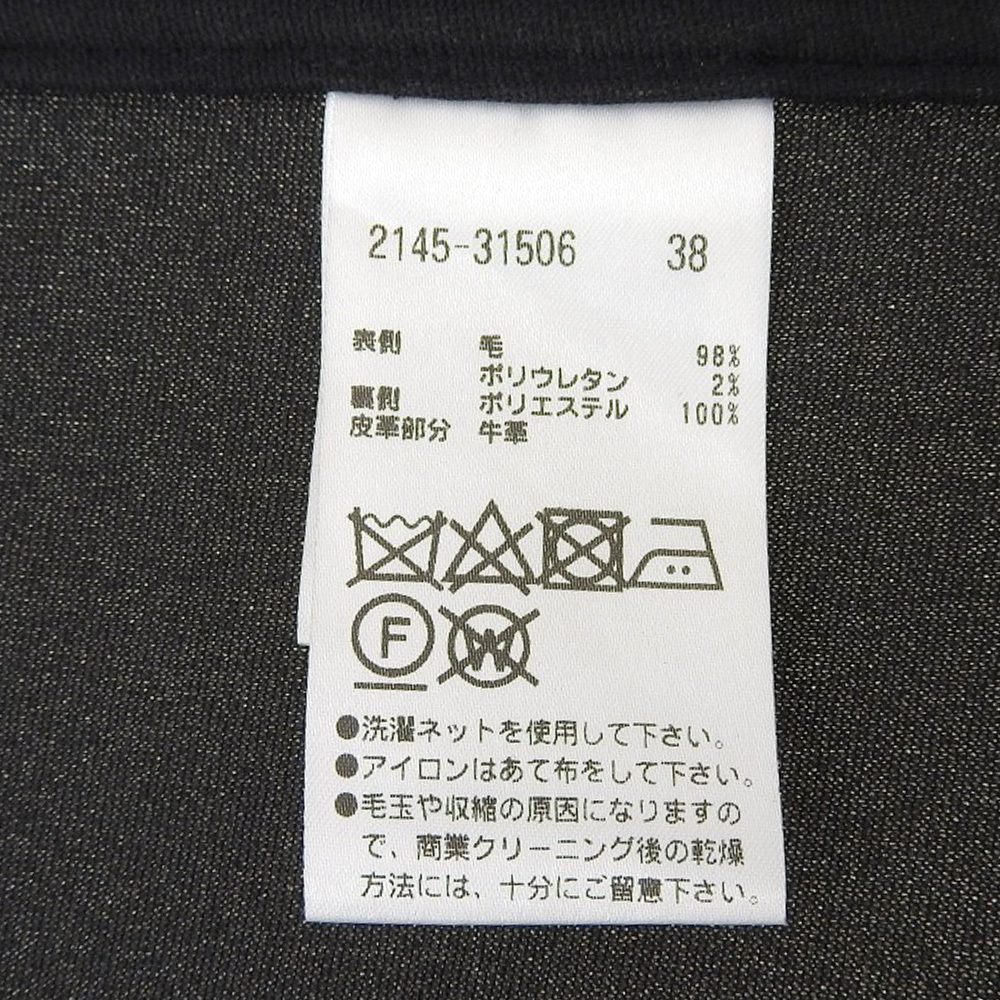 2145-31506 38
表側 毛 98%
ポリウレタン 2%
裏側 ポリエステル 100%
皮革部分 牛革
F W
●洗濯ネットを使用して下さい。
●アイロンはあて布をして下さい。
●毛玉や収縮の原因になりますの
で、商業クリーニング後の乾燥
方法には、十分にご留意下さい。